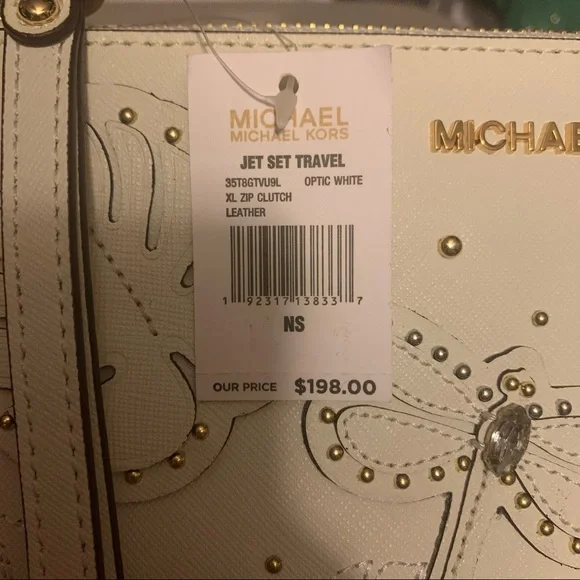 MICHAEL
MICHAEL KORS
JET SET TRAVEL
35T8GTVU9L OPTIC WHITE
XL ZIP CLUTCH
LEATHER
1 92317 13833 7
NS
OUR PRICE $198.00
MICHAE